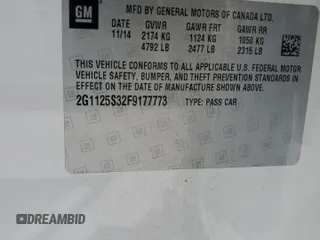 GM
MFD BY GENERAL MOTORS OF CANADA LTD.
11/14 GVWR GAWR FRT GAWR RR
2174 KG 1124 KG 1050 KG
4792 LB 2477 LB 2315 LB
THIS VEHICLE CONFORMS TO ALL APPLICABLE U.S. FEDERAL MOTOR
VEHICLE SAFETY, BUMPER, AND THEFT PREVENTION STANDARDS IN
EFFECT ON THE DATE OF MANUFACTURE SHOWN ABOVE.
2G1125S32F9177773 TYPE: PASS CAR
DREAMBID